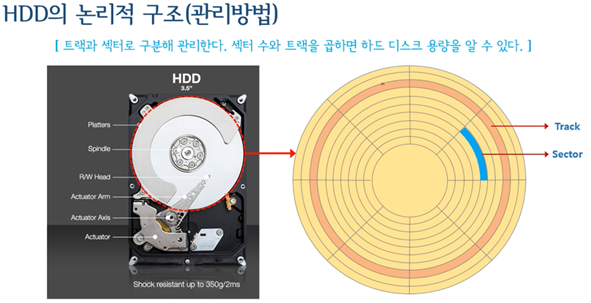 HDD의 논리적 구조(관리방법)
[ 트랙과 섹터로 구분해 관리한다. 섹터 수와 트랙을 곱하면 하드 디스크 용량을 알 수 있다. ]
HDD
3.5"
Platters
Spindle
R/W Head
Actuator Arm
Actuator Axis
Actuator
Shock resistant up to 350g/2ms
Track
Sector